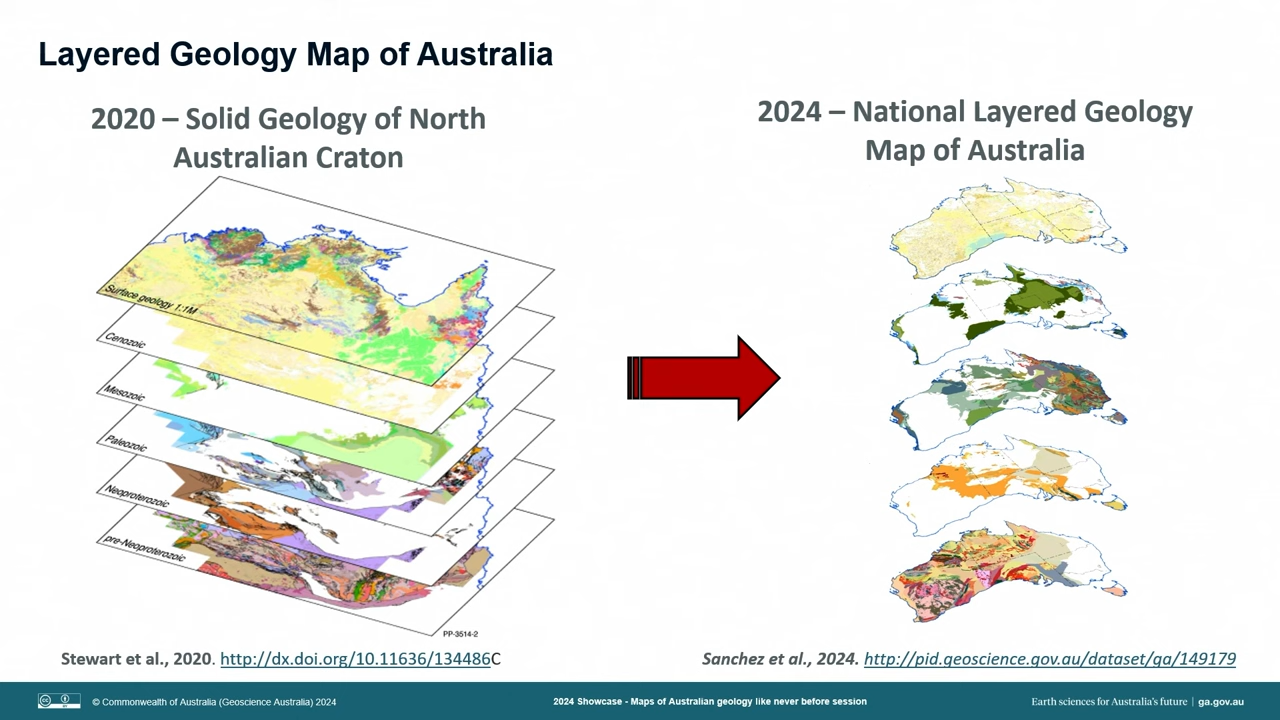 Layered Geology Map of Australia
2020 – Solid Geology of North
Australian Craton
2024 – National Layered Geology
Map of Australia
Surface geology 1:1M
Cenozoic
Mesozoic
Paleozoic
Neoproterozoic
pre-Neoproterozoic
PP-3514-2
Stewart et al., 2020. http://dx.doi.org/10.11636/134486C
Sanchez et al., 2024. http://pid.geoscience.gov.au/dataset/ga/149179
cc
BY
© Commonwealth of Australia (Geoscience Australia) 2024
2024 Showcase - Maps of Australian geology like never before session
Earth sciences for Australia's future | ga.gov.au